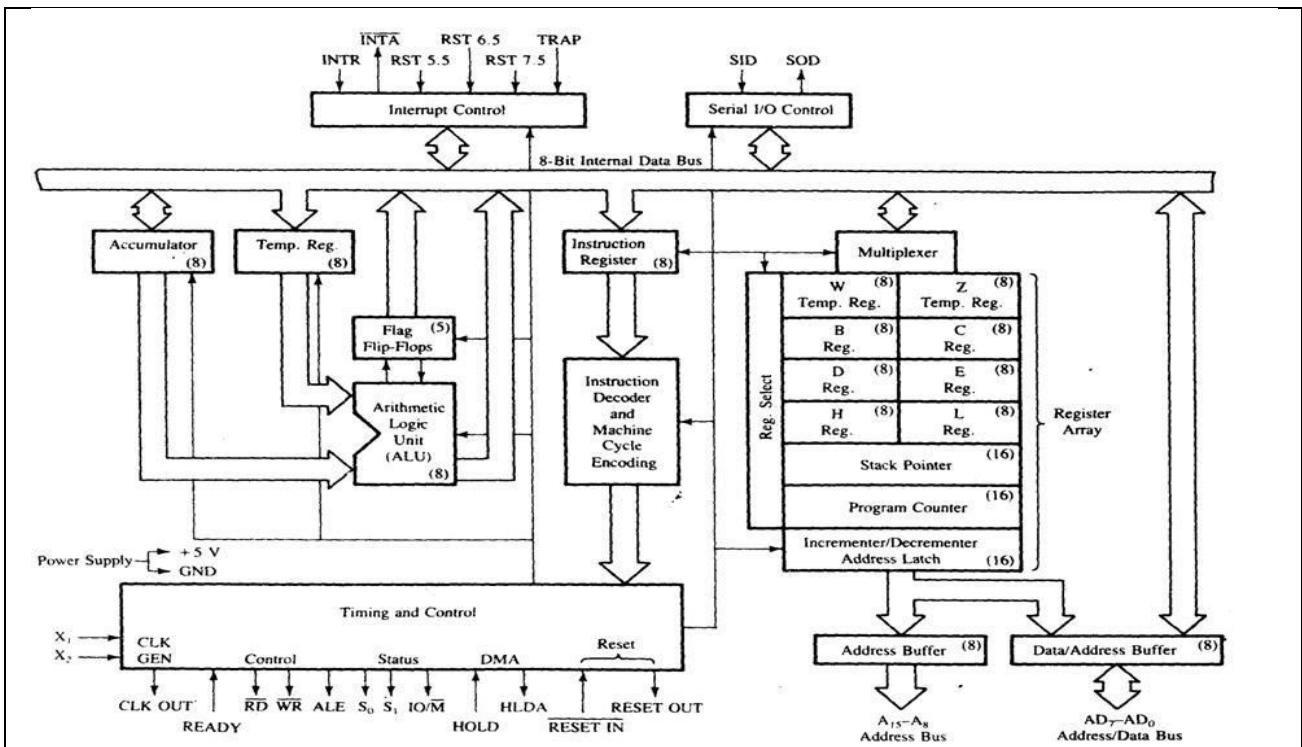 INTA
RST 6.5
TRAP
INTR
RST 5.5
RST 7.5
SID
SOD
Interrupt Control
Serial I/O Control
8-Bit Internal Data Bus
Accumulator
(8)
Temp. Reg.
(8)
Instruction
Register
(8)
Multiplexer
Flag
(5)
Flip-Flops
Arithmetic
Logic
Unit
(ALU)
(8)
Instruction
Decoder
and
Machine
Cycle
Encoding
Reg. Select
W
(8)
Temp. Reg.
Z
(8)
Temp. Reg.
B
(8)
Reg.
C
(8)
Reg.
D
(8)
Reg.
E
(8)
Reg.
H
(8)
Reg.
L
(8)
Reg.
Stack Pointer
(16)
Program Counter
(16)
Incrementer/Decrementer
Address Latch
(16)
Register
Array
Power Supply
+5 V
GND
Timing and Control
X₁
X₂
CLK
GEN
Control
Status
DMA
Reset
CLK OUT
READY
RD
WR
ALE
S₀
S₁
IO/M
HOLD
HLDA
RESET IN
RESET OUT
Address Buffer
(8)
Data/Address Buffer
(8)
A₁₅–A₈
Address Bus
AD₇–AD₀
Address/Data Bus